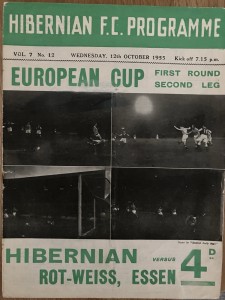 HIBERNIAN F.C. PROGRAMME
VOL. 7 No. 12 WEDNESDAY, 12th OCTOBER 1955 Kick off 7.15 p.m.
EUROPEAN CUP FIRST ROUND
SECOND LEG
HIBERNIAN VERSUS
ROT-WEISS, ESSEN
4D